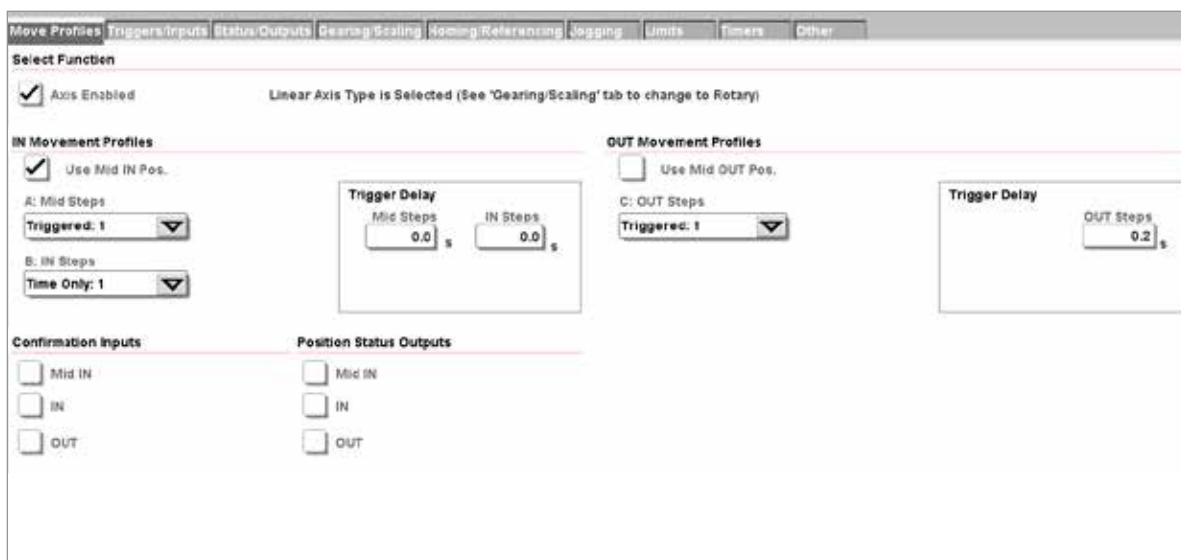 Move Profiles Triggers/Inputs Status/Outputs Gearing/Scaling Homing/Referencing Jogging Limits Timers Other
Select Function
Axis Enabled Linear Axis Type is Selected (See 'Gearing/Scaling' tab to change to Rotary)
IN Movement Profiles OUT Movement Profiles
Use Mid IN Pos. Use Mid OUT Pos.
A: Mid Steps Trigger Delay C: OUT Steps Trigger Delay
Mid Steps IN Steps OUT Steps
Triggered: 1 0.0 s 0.0 s Triggered: 1 0.2 s
B: IN Steps
Time Only: 1
Confirmation Inputs Position Status Outputs
Mid IN Mid IN
IN IN
OUT OUT